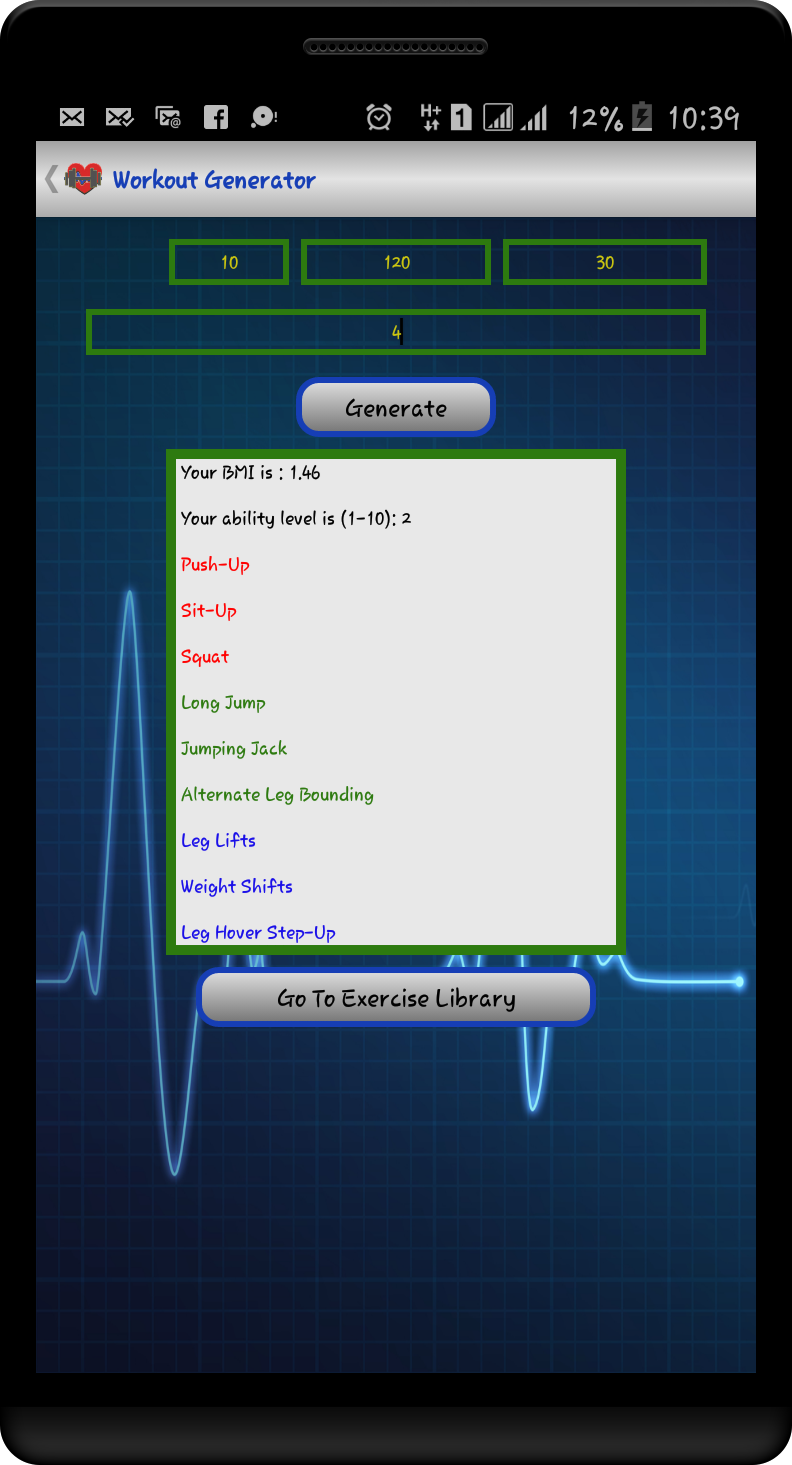 H+ 1 12% 10:39
Workout Generator
10 120 30
4
Generate
Your BMI is : 1.46
Your ability level is (1-10): 2
Push-Up
Sit-Up
Squat
Long Jump
Jumping Jack
Alternate Leg Bounding
Leg Lifts
Weight Shifts
Leg Hover Step-Up
Go To Exercise Library